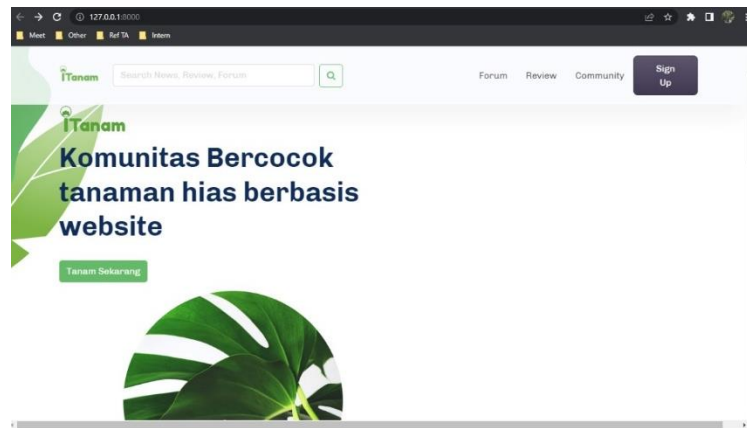 127.0.0.1:8000
Meet Other Ref TA Intern
iTanam Search News, Review, Forum Forum Review Community Sign Up
iTanam
Komunitas Bercocok
tanaman hias berbasis
website
Tanam Sekarang